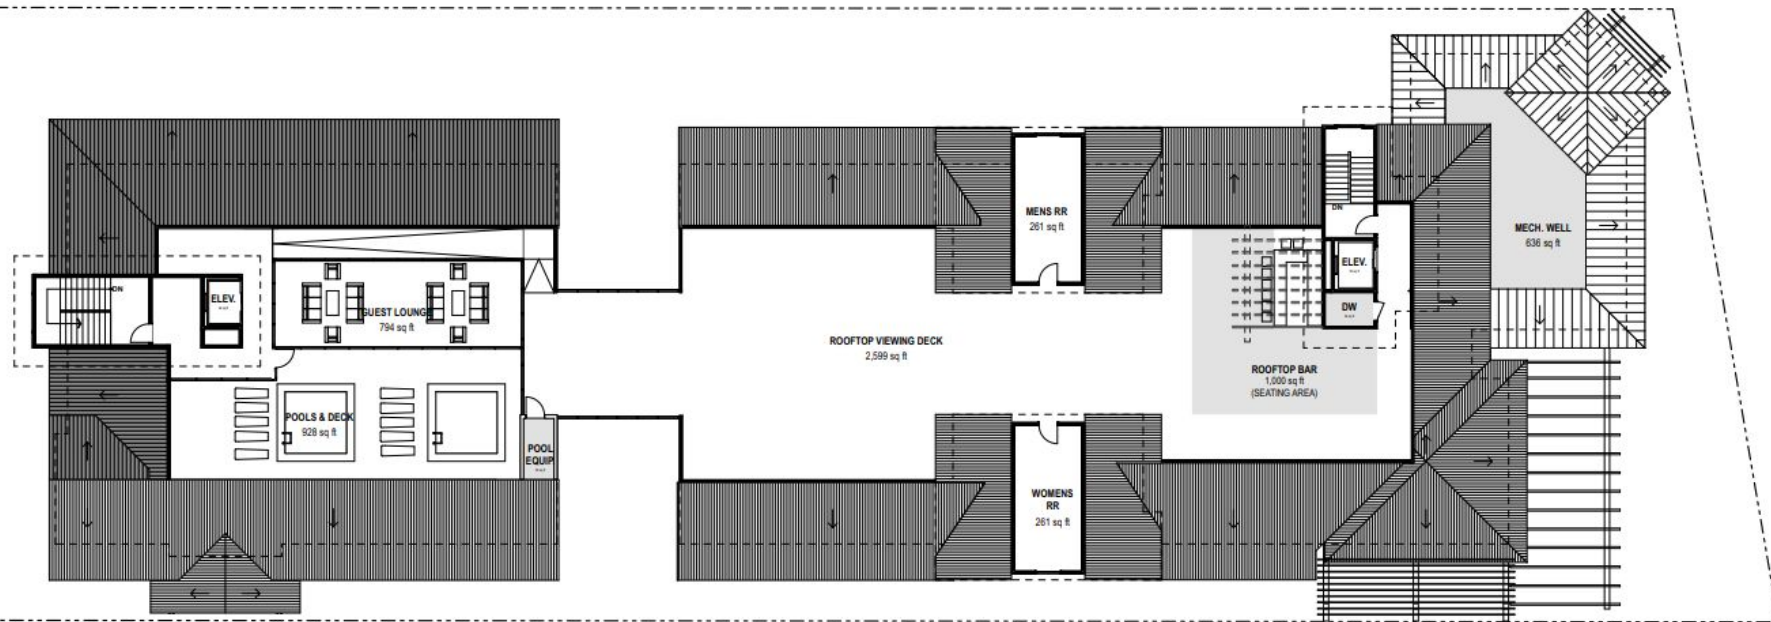 MENS RR
261 sq ft
DN
MECH. WELL
636 sq ft
ELEV.
DN
ELEV.
GUEST LOUNGE
794 sq ft
DW
ROOFTOP VIEWING DECK
2,599 sq ft
ROOFTOP BAR
1,000 sq ft
(SEATING AREA)
POOLS & DECK
928 sq ft
POOL
EQUIP
WOMENS
RR
261 sq ft